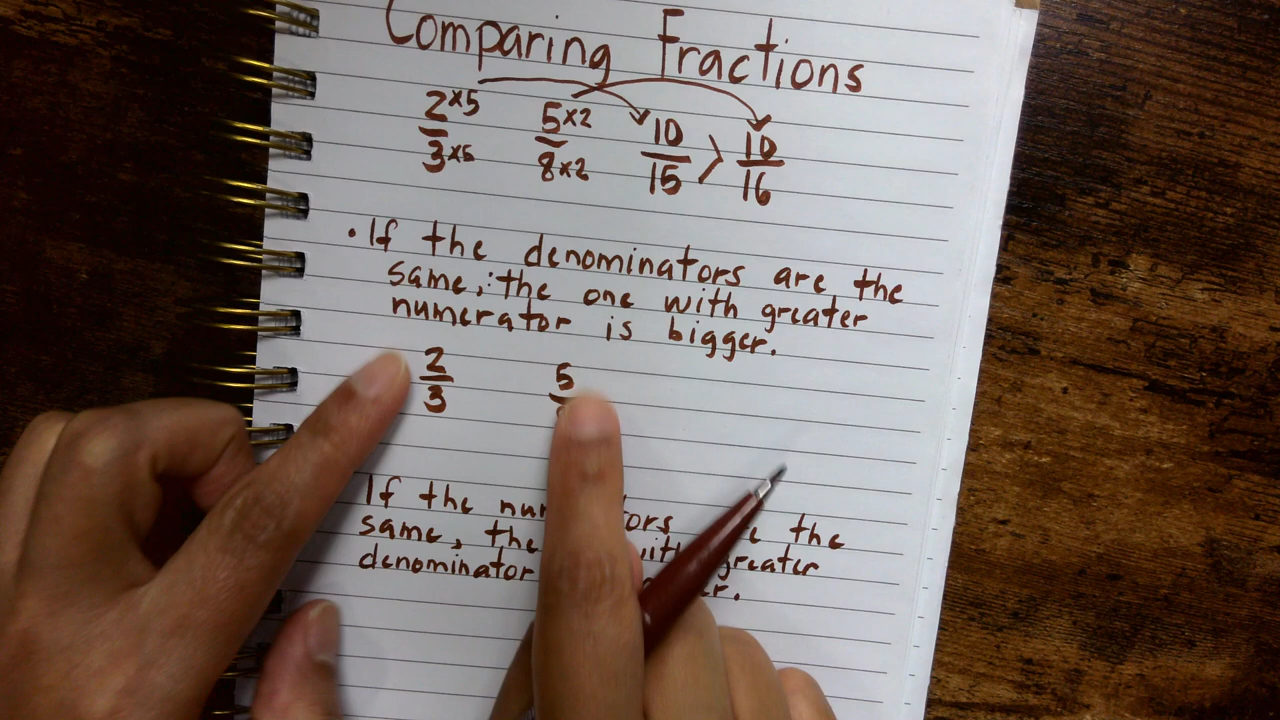 Comparing Fractions
2×5/3×5 5×2/8×2 10/15 > 10/16
• If the denominators are the
same, the one with greater
numerator is bigger.
2/3 5/
If the are the
same, the with greater
denominator